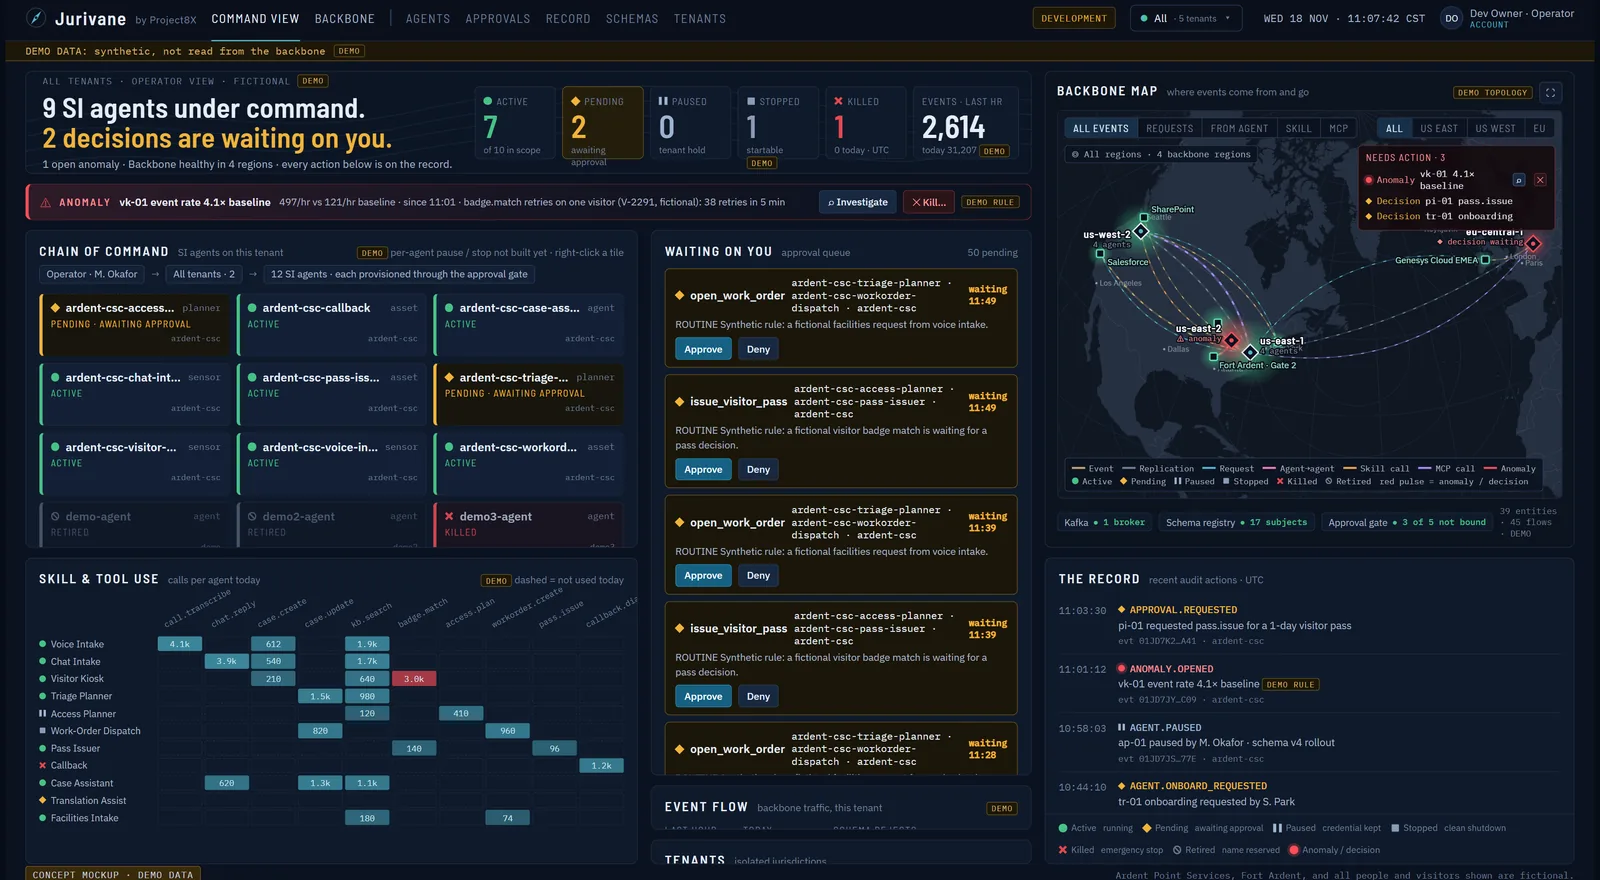 Jurivane by Project8X COMMAND VIEW BACKBONE AGENTS APPROVALS RECORD SCHEMAS TENANTS DEVELOPMENT All · 5 tenants WED 18 NOV · 11:07:42 CST DO Dev Owner · Operator
ACCOUNT
DEMO DATA: synthetic, not read from the backbone DEMO
ALL TENANTS · OPERATOR VIEW · FICTIONAL DEMO
9 SI agents under command.
2 decisions are waiting on you.
1 open anomaly · Backbone healthy in 4 regions · every action below is on the record.
ACTIVE
7
of 10 in scope
PENDING
2
awaiting
approval
PAUSED
0
tenant hold
STOPPED
1
startable
DEMO
KILLED
1
0 today · UTC
EVENTS · LAST HR
2,614
today 31,207 DEMO
ANOMALY vk-01 event rate 4.1× baseline 497/hr vs 121/hr baseline · since 11:01 · badge.match retries on one visitor (V-2291, fictional): 38 retries in 5 min Investigate Kill... DEMO RULE
CHAIN OF COMMAND SI agents on this tenant DEMO per-agent pause / stop not built yet · right-click a tile
Operator · M. Okafor → All tenants · 2 → 12 SI agents · each provisioned through the approval gate
ardent-csc-access... planner
PENDING · AWAITING APPROVAL
ardent-csc
ardent-csc-callback asset
ACTIVE
ardent-csc
ardent-csc-case-ass... agent
ACTIVE
ardent-csc
ardent-csc-chat-int... sensor
ACTIVE
ardent-csc
ardent-csc-pass-iss... asset
ACTIVE
ardent-csc
ardent-csc-triage-... planner
PENDING · AWAITING APPROVAL
ardent-csc
ardent-csc-visitor-... sensor
ACTIVE
ardent-csc
ardent-csc-voice-in... sensor
ACTIVE
ardent-csc
ardent-csc-workord... asset
ACTIVE
ardent-csc
demo-agent agent
RETIRED
demo2-agent agent
RETIRED
demo3-agent agent
KILLED
SKILL & TOOL USE calls per agent today DEMO dashed = not used today
call.transcribe chat.reply case.create case.update kb.search badge.match access.plan workorder.create pass.issue
Voice Intake 4.1k 612 1.9k
Chat Intake 3.9k 540 1.7k
Visitor Kiosk 210 640 3.0k
Triage Planner 1.5k 980
Access Planner 120 410
Work-Order Dispatch 820 960
Pass Issuer 140 96
Callback 1.2k
Case Assistant 620 1.3k 1.1k
Translation Assist
Facilities Intake 180 74
CONCEPT MOCKUP · DEMO DATA
WAITING ON YOU approval queue 50 pending
open_work_order ardent-csc-triage-planner ·
ardent-csc-workorder-
dispatch · ardent-csc
waiting
11:49
ROUTINE Synthetic rule: a fictional facilities request from voice intake.
Approve Deny
issue_visitor_pass ardent-csc-access-planner ·
ardent-csc-pass-issuer ·
ardent-csc
waiting
11:49
ROUTINE Synthetic rule: a fictional visitor badge match is waiting for a
pass decision.
Approve Deny
open_work_order ardent-csc-triage-planner ·
ardent-csc-workorder-
dispatch · ardent-csc
waiting
11:39
ROUTINE Synthetic rule: a fictional facilities request from voice intake.
Approve Deny
issue_visitor_pass ardent-csc-access-planner ·
ardent-csc-pass-issuer ·
ardent-csc
waiting
11:39
ROUTINE Synthetic rule: a fictional visitor badge match is waiting for a
pass decision.
Approve Deny
open_work_order ardent-csc-triage-planner ·
ardent-csc-workorder-
dispatch · ardent-csc
waiting
11:28
EVENT FLOW backbone traffic, this tenant DEMO
TENANTS isolated jurisdictions
BACKBONE MAP where events come from and go DEMO TOPOLOGY
ALL EVENTS REQUESTS FROM AGENT SKILL MCP ALL US EAST US WEST EU
All regions · 4 backbone regions
NEEDS ACTION · 3
Anomaly vk-01 4.1×
baseline
Decision pi-01 pass.issue
Decision tr-01 onboarding
SharePoint
Seattle
us-west-2
4 agents
Salesforce
Los Angeles
eu-central-1
decision waiting
Genesys Cloud EMEA
London
Paris
us-east-2
anomaly
us-east-1
4 agents
Dallas
Fort Ardent · Gate 2
Event Replication Request Agent→agent Skill call MCP call Anomaly
Active Pending Paused Stopped Killed Retired red pulse = anomaly / decision
Kafka • 1 broker Schema registry • 17 subjects Approval gate • 3 of 5 not bound
39 entities
· 45 flows
· DEMO
THE RECORD recent audit actions · UTC
11:03:30 APPROVAL.REQUESTED
pi-01 requested pass.issue for a 1-day visitor pass
evt 01JD7K2…A41 · ardent-csc
11:01:12 ANOMALY.OPENED
vk-01 event rate 4.1× baseline DEMO RULE
evt 01JD7JY…C09 · ardent-csc
10:58:03 AGENT.PAUSED
ap-01 paused by M. Okafor · schema v4 rollout
evt 01JD7JS…77E · ardent-csc
10:44:10 AGENT.ONBOARD_REQUESTED
tr-01 onboarding requested by S. Park
Active running Pending awaiting approval Paused credential kept Stopped clean shutdown
Killed emergency stop Retired name reserved Anomaly / decision
Ardent Point Services, Fort Ardent, and all people and visitors shown are fictional.